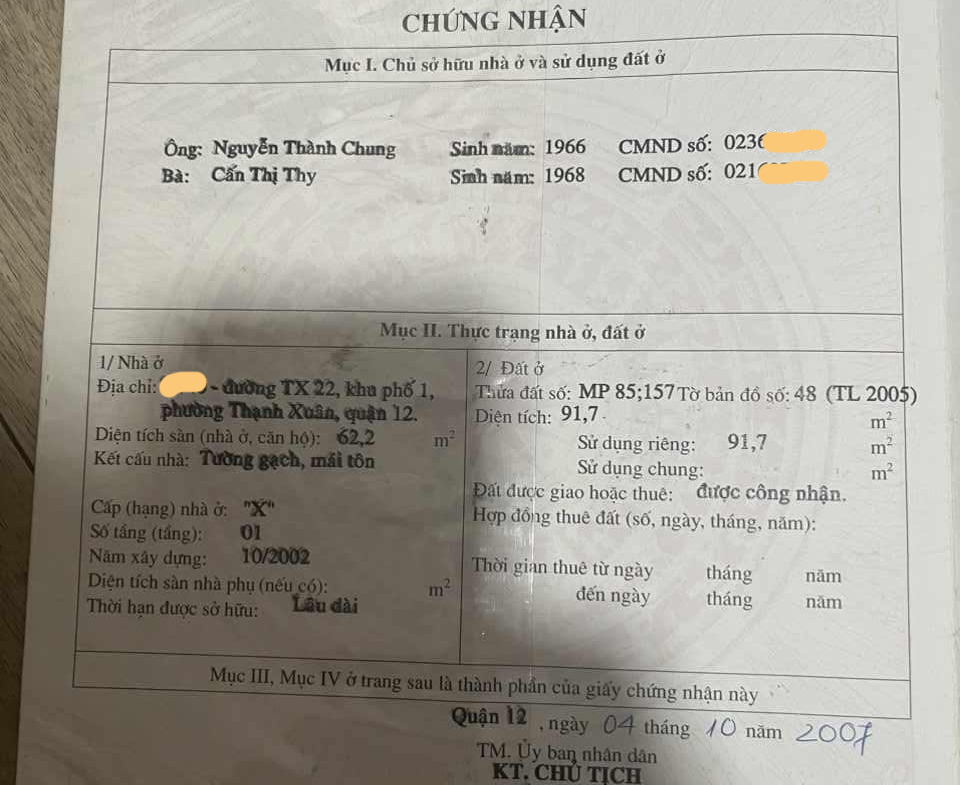 CHỨNG NHẬN
Mục I. Chủ sở hữu nhà ở và sử dụng đất ở
Ông: Nguyễn Thành Chung Sinh năm: 1966 CMND số: 0236
Bà: Cấn Thị Thy Sinh năm: 1968 CMND số: 021
Mục II. Thực trạng nhà ở, đất ở
1/ Nhà ở
Địa chỉ: - đường TX 22, khu phố 1,
phường Thạnh Xuân, quận 12.
Diện tích sàn (nhà ở, căn hộ): 62,2 m²
Kết cấu nhà: Tường gạch, mái tôn
Cấp (hạng) nhà ở: "X"
Số tầng (tầng): 01
Năm xây dựng: 10/2002
Diện tích sàn nhà phụ (nếu có): m²
Thời hạn được sở hữu: Lâu dài
2/ Đất ở
Thửa đất số: MP 85;157 Tờ bản đồ số: 48 (TL 2005)
Diện tích: 91,7 m²
Sử dụng riêng: 91,7 m²
Sử dụng chung: m²
Đất được giao hoặc thuê: được công nhận.
Hợp đồng thuê đất (số, ngày, tháng, năm):
Thời gian thuê từ ngày tháng năm
đến ngày tháng năm
Mục III, Mục IV ở trang sau là thành phần của giấy chứng nhận này
Quận 12 , ngày 04 tháng 10 năm 2007
TM. Ủy ban nhân dân
KT. CHỦ TỊCH